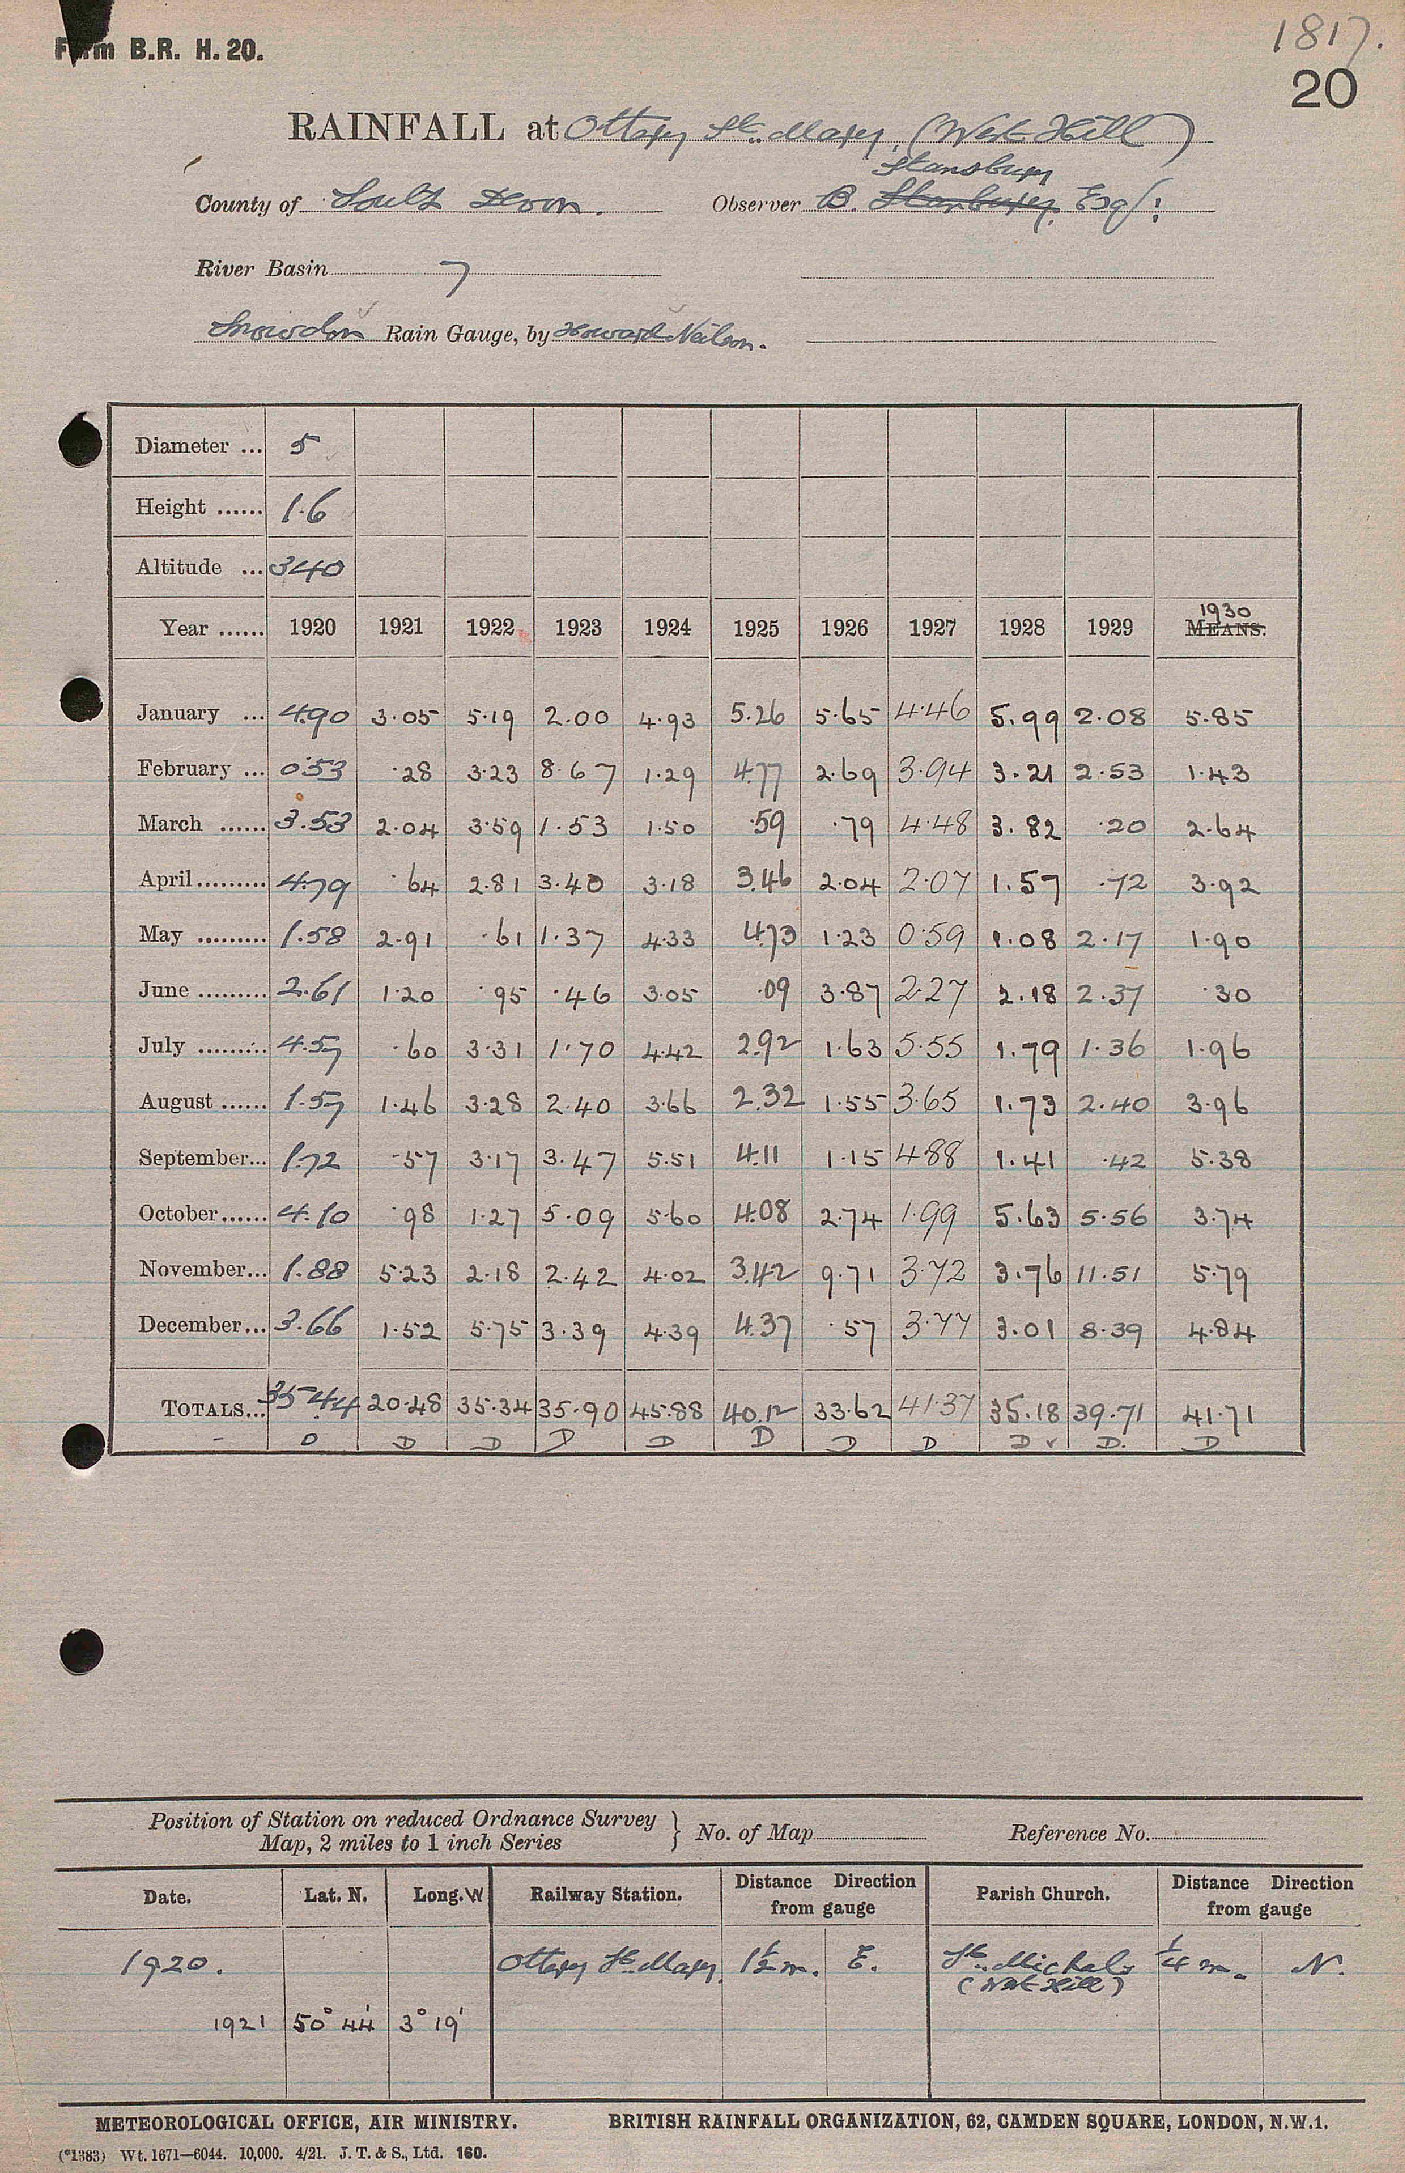 1817.
Form B.R. H. 20.
20
RAINFALL at Ottery St. Mary. (West Hill)
Stansbury
County of South Devon. Observer B. Stanbury, Esq:
River Basin 7
Snowdon Rain Gauge, by Howard Neilson.
Diameter ... 5
Height ...... 1.6
Altitude ... 340
1930
Year ...... 1920 1921 1922 1923 1924 1925 1926 1927 1928 1929 MEANS.
January ... 4.90 3.05 5.19 2.00 4.93 5.26 5.65 4.46 5.99 2.08 5.85
February ... 0.53 .28 3.23 8.67 1.29 4.77 2.69 3.94 3.21 2.53 1.43
March ...... 3.53 2.04 3.59 1.53 1.50 .59 .79 4.48 3.82 .20 2.64
April ......... 4.79 .64 2.81 3.40 3.18 3.46 2.04 2.07 1.57 .72 3.92
May ......... 1.58 2.91 .61 1.37 4.33 4.73 1.23 0.59 1.08 2.17 1.90
June ......... 2.61 1.20 .95 .46 3.05 .09 3.87 2.27 2.18 2.37 .30
July ......... 4.57 .60 3.31 1.70 4.42 2.92 1.63 5.55 1.79 1.36 1.96
August ...... 1.57 1.46 3.28 2.40 3.66 2.32 1.55 3.65 1.73 2.40 3.96
September... 1.72 .57 3.17 3.47 5.51 4.11 1.15 4.88 1.41 .42 5.38
October...... 4.10 .98 1.27 5.09 5.60 4.08 2.74 1.99 5.63 5.56 3.74
November... 1.88 5.23 2.18 2.42 4.02 3.42 9.71 3.72 3.76 11.51 5.79
December... 3.66 1.52 5.75 3.39 4.39 4.37 .57 3.77 3.01 8.39 4.84
TOTALS... 35.44 20.48 35.34 35.90 45.88 40.12 33.62 41.37 35.18 39.71 41.71
D D D D D D D D D D. D
Position of Station on reduced Ordnance Survey
Map, 2 miles to 1 inch Series } No. of Map Reference No.
Date. Lat. N. Long. W Railway Station. Distance Direction from gauge Parish Church. Distance Direction from gauge
1920. Ottery St. Mary. 1½ m. E. St. Michael's ¼ m. N.
(West Hill)
1921 50° 44' 3° 19'
METEOROLOGICAL OFFICE, AIR MINISTRY. BRITISH RAINFALL ORGANIZATION, 62, CAMDEN SQUARE, LONDON, N.W.1.
(*1383) Wt. 1671—6044. 10,000. 4/21. J. T. & S., Ltd. 160.